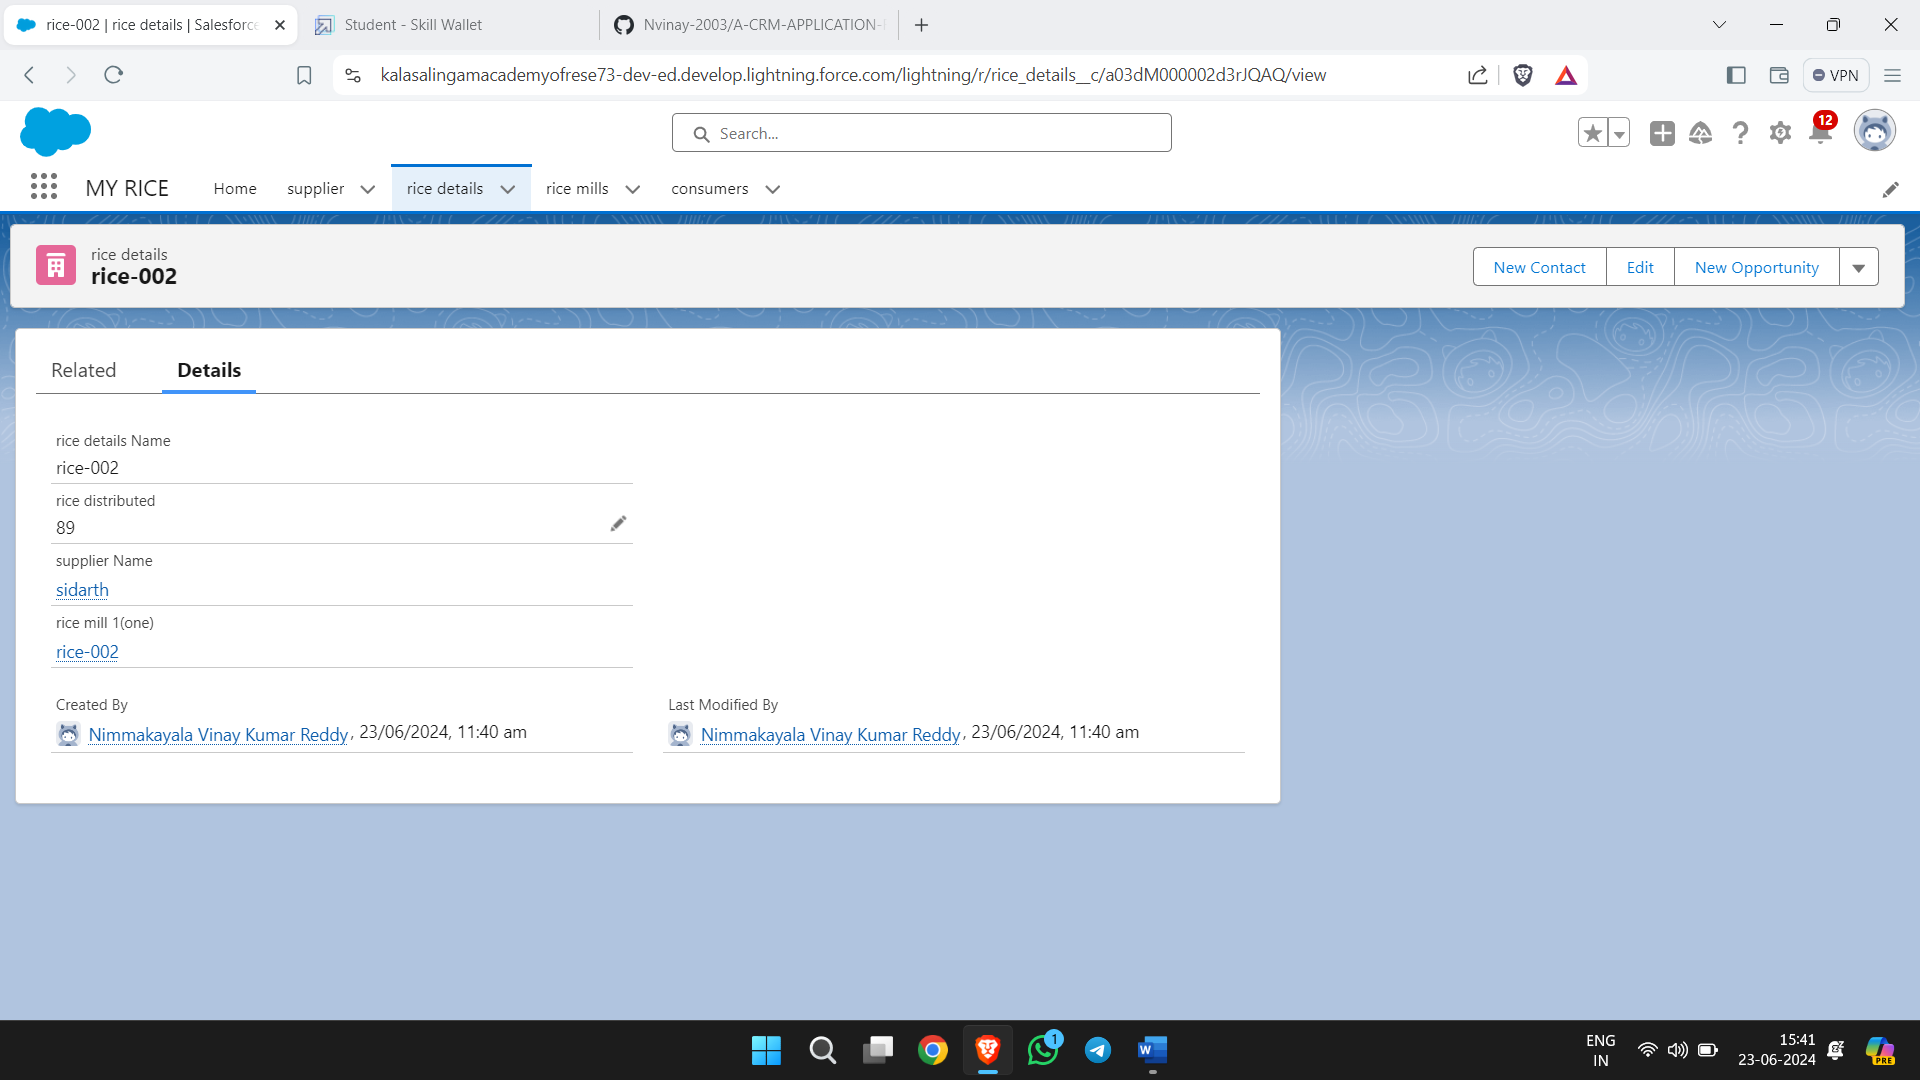 rice-002 | rice details | Salesforce
Student - Skill Wallet
Nvinay-2003/A-CRM-APPLICATION-
kalasalingamacademyofrese73-dev-ed.develop.lightning.force.com/lightning/r/rice_details__c/a03dM000002d3rJQAQ/view
VPN
Search...
12
MY RICE
Home
supplier
rice details
rice mills
consumers
rice details
rice-002
New Contact
Edit
New Opportunity
Related
Details
rice details Name
rice-002
rice distributed
89
supplier Name
sidarth
rice mill 1(one)
rice-002
Created By
Nimmakayala Vinay Kumar Reddy, 23/06/2024, 11:40 am
Last Modified By
Nimmakayala Vinay Kumar Reddy, 23/06/2024, 11:40 am
1
W
ENG
IN
15:41
23-06-2024
PRE